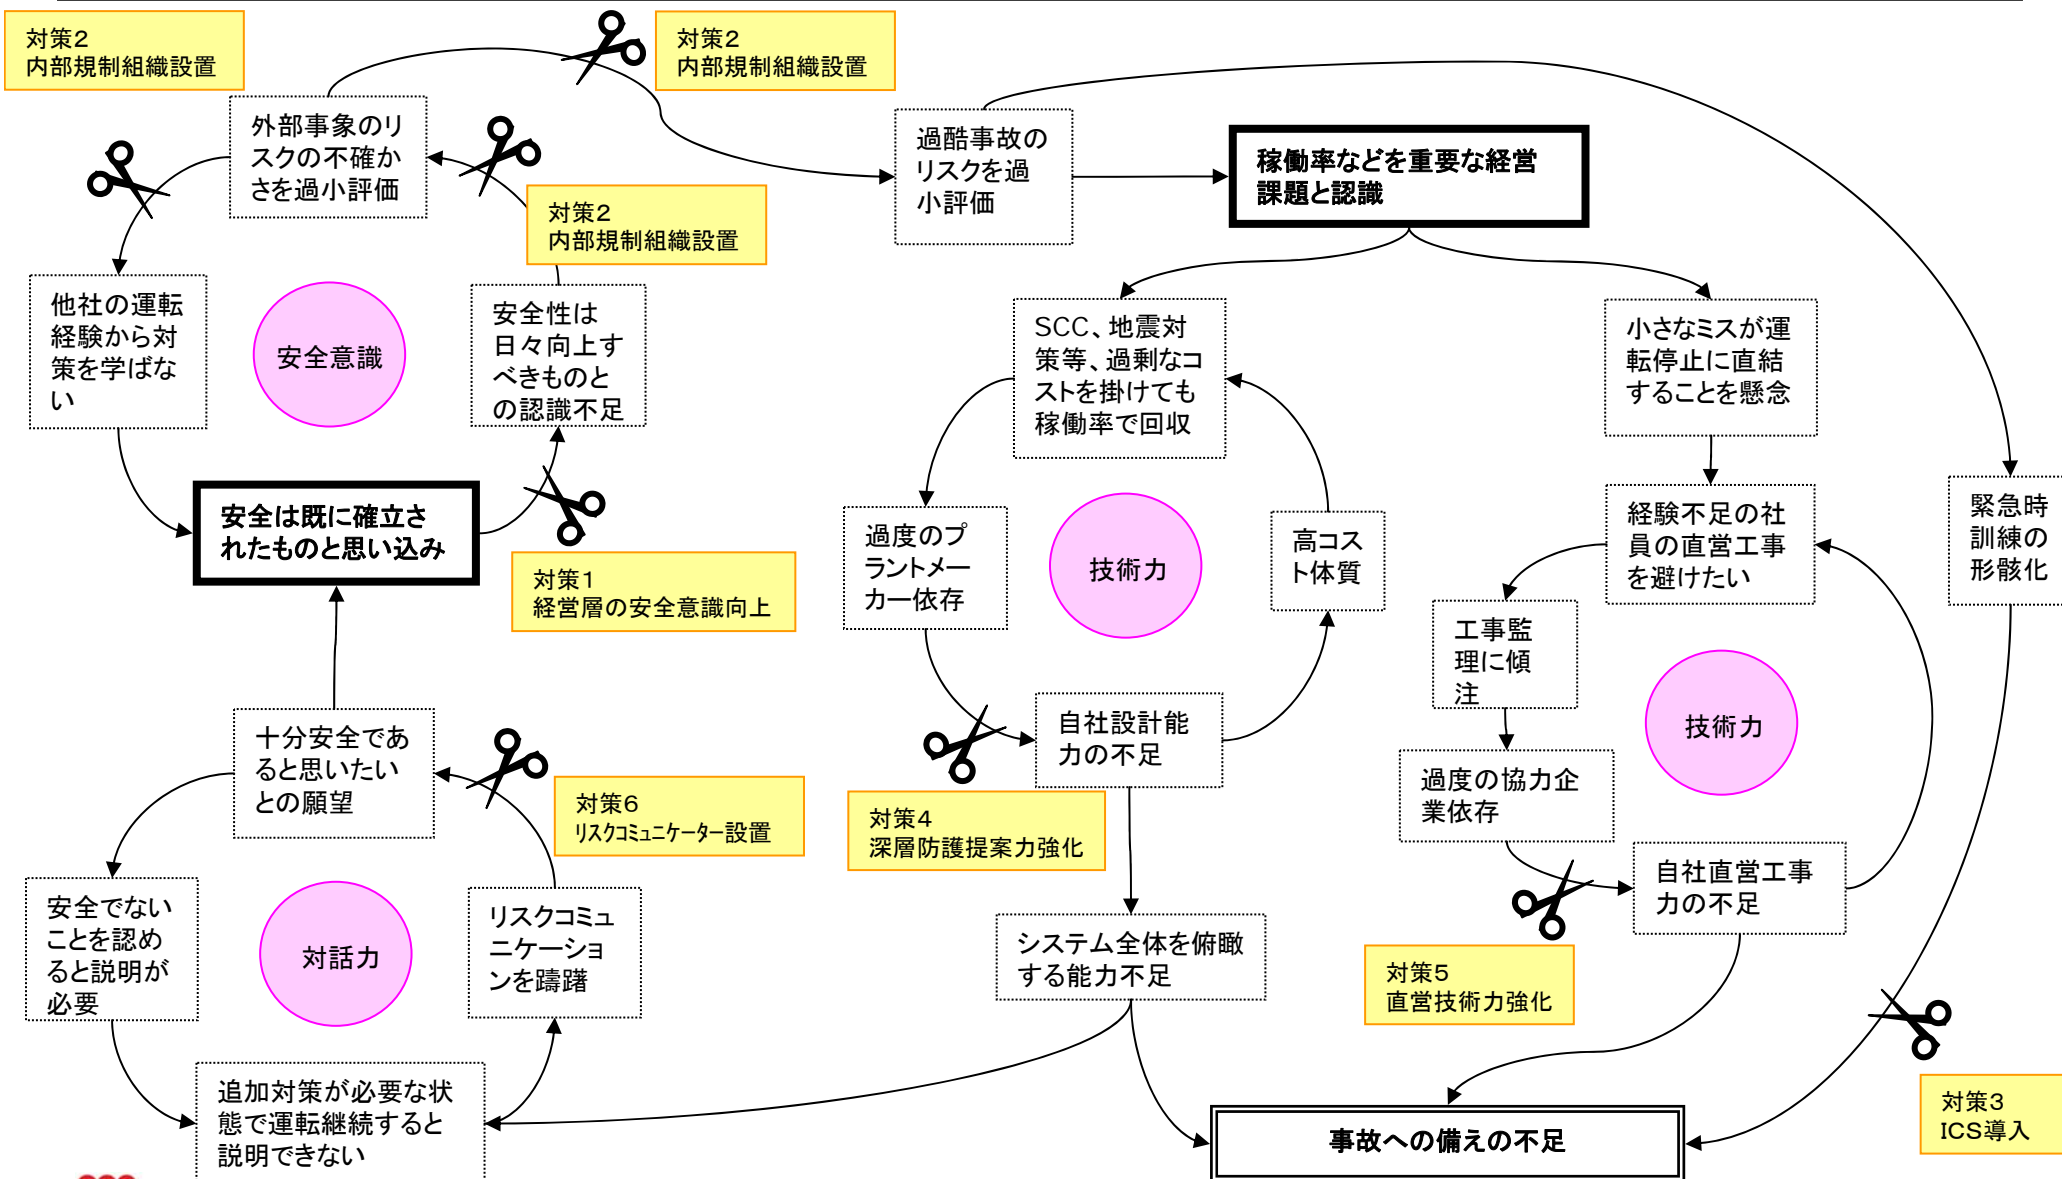 対策2
内部規制組織設置
対策2
内部規制組織設置
外部事象のリ
スクの不確か
さを過小評価
過酷事故の
リスクを過
小評価
稼働率などを重要な経営
課題と認識
対策2
内部規制組織設置
他社の運転
経験から対
策を学ばな
い
安全意識
安全性は
日々向上す
べきものと
の認識不足
SCC、地震対
策等、過剰なコ
ストを掛けても
稼働率で回収
小さなミスが運
転停止に直結
することを懸念
安全は既に確立さ
れたものと思い込み
過度のプ
ラントメー
カー依存
技術力
高コス
ト体質
経験不足の社
員の直営工事
を避けたい
緊急時
訓練の
形骸化
対策1
経営層の安全意識向上
工事監
理に傾
注
技術力
十分安全であ
ると思いたい
との願望
自社設計能
力の不足
過度の協力企
業依存
対策6
リスクコミュニケーター設置
対策4
深層防護提案力強化
自社直営工事
力の不足
安全でない
ことを認め
ると説明が
必要
対話力
リスクコミュ
ニケーショ
ンを躊躇
システム全体を俯瞰
する能力不足
対策5
直営技術力強化
追加対策が必要な状
態で運転継続すると
説明できない
事故への備えの不足
対策3
ICS導入